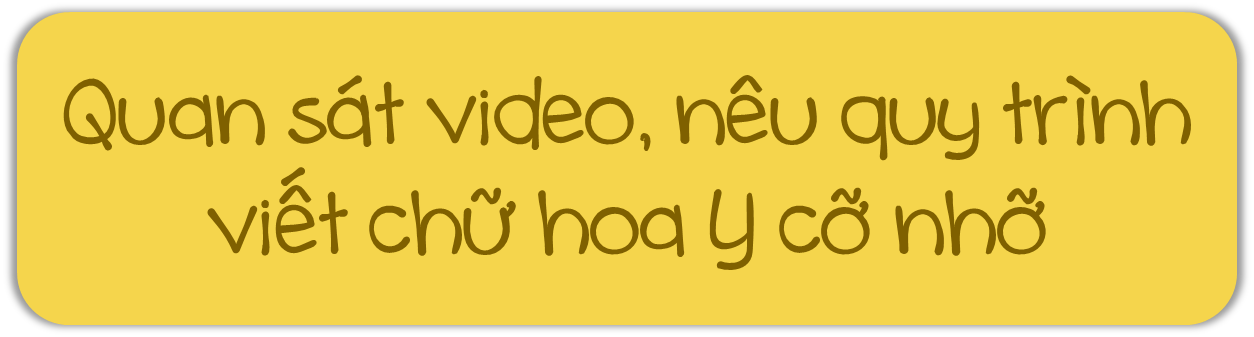 Quan sát video, nêu quy trình
viết chữ hoa Y cỡ nhỡ